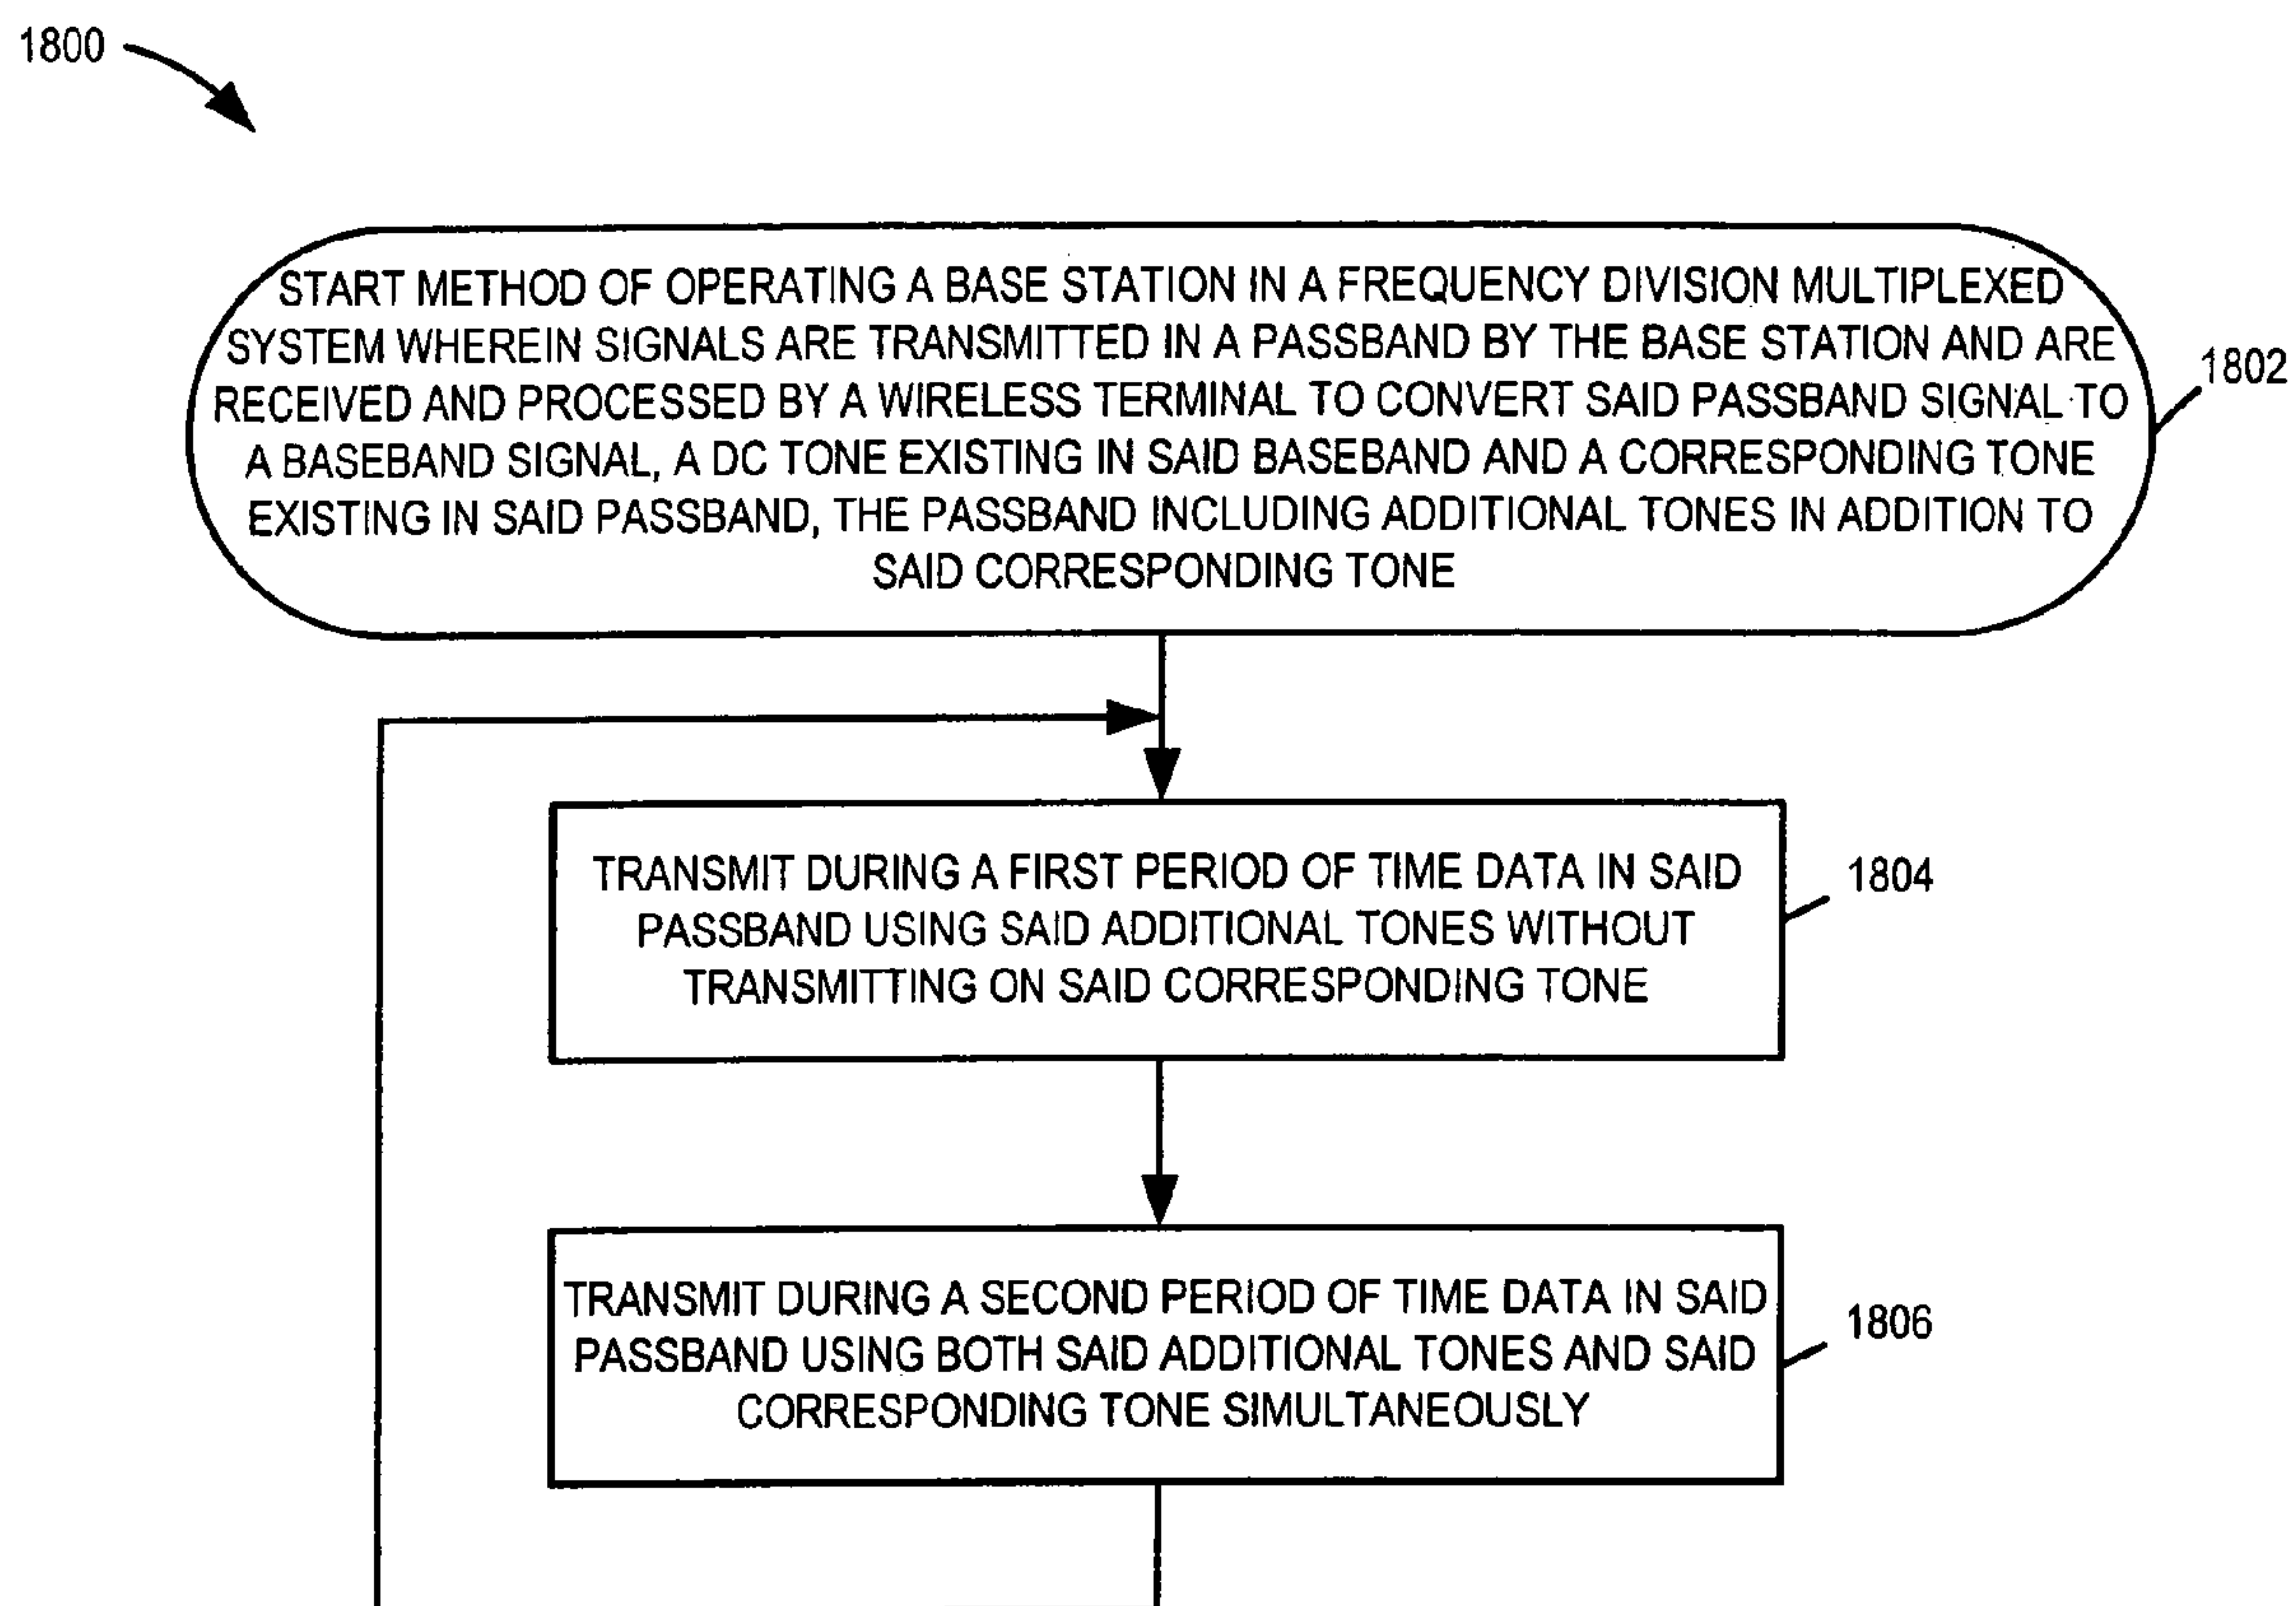 1800
START METHOD OF OPERATING A BASE STATION IN A FREQUENCY DIVISION MULTIPLEXED
SYSTEM WHEREIN SIGNALS ARE TRANSMITTED IN A PASSBAND BY THE BASE STATION AND ARE
RECEIVED AND PROCESSED BY A WIRELESS TERMINAL TO CONVERT SAID PASSBAND SIGNAL TO
A BASEBAND SIGNAL, A DC TONE EXISTING IN SAID BASEBAND AND A CORRESPONDING TONE
EXISTING IN SAID PASSBAND, THE PASSBAND INCLUDING ADDITIONAL TONES IN ADDITION TO
SAID CORRESPONDING TONE
1802
TRANSMIT DURING A FIRST PERIOD OF TIME DATA IN SAID
PASSBAND USING SAID ADDITIONAL TONES WITHOUT
TRANSMITTING ON SAID CORRESPONDING TONE
1804
TRANSMIT DURING A SECOND PERIOD OF TIME DATA IN SAID
PASSBAND USING BOTH SAID ADDITIONAL TONES AND SAID
CORRESPONDING TONE SIMULTANEOUSLY
1806